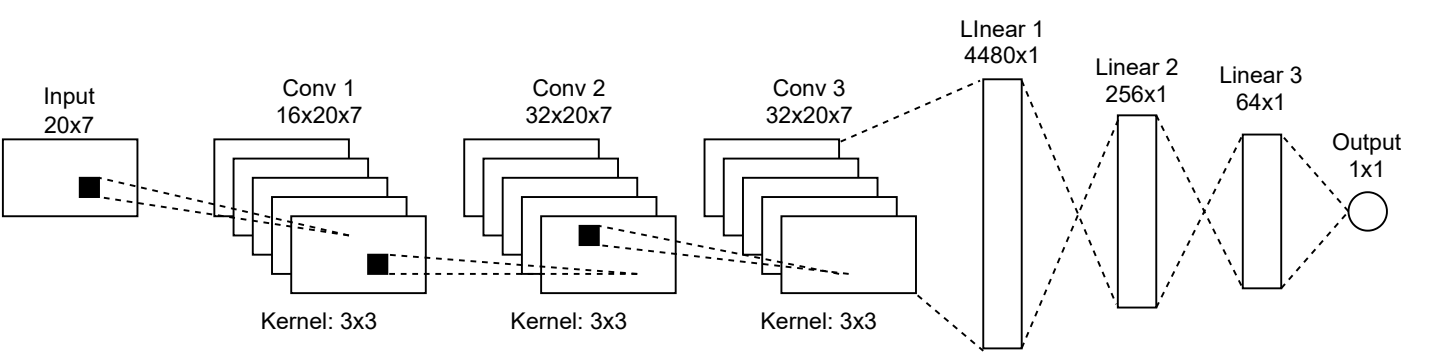 Input
20x7
Conv 1
16x20x7
Kernel: 3x3
Conv 2
32x20x7
Kernel: 3x3
Conv 3
32x20x7
Kernel: 3x3
LInear 1
4480x1
Linear 2
256x1
Linear 3
64x1
Output
1x1